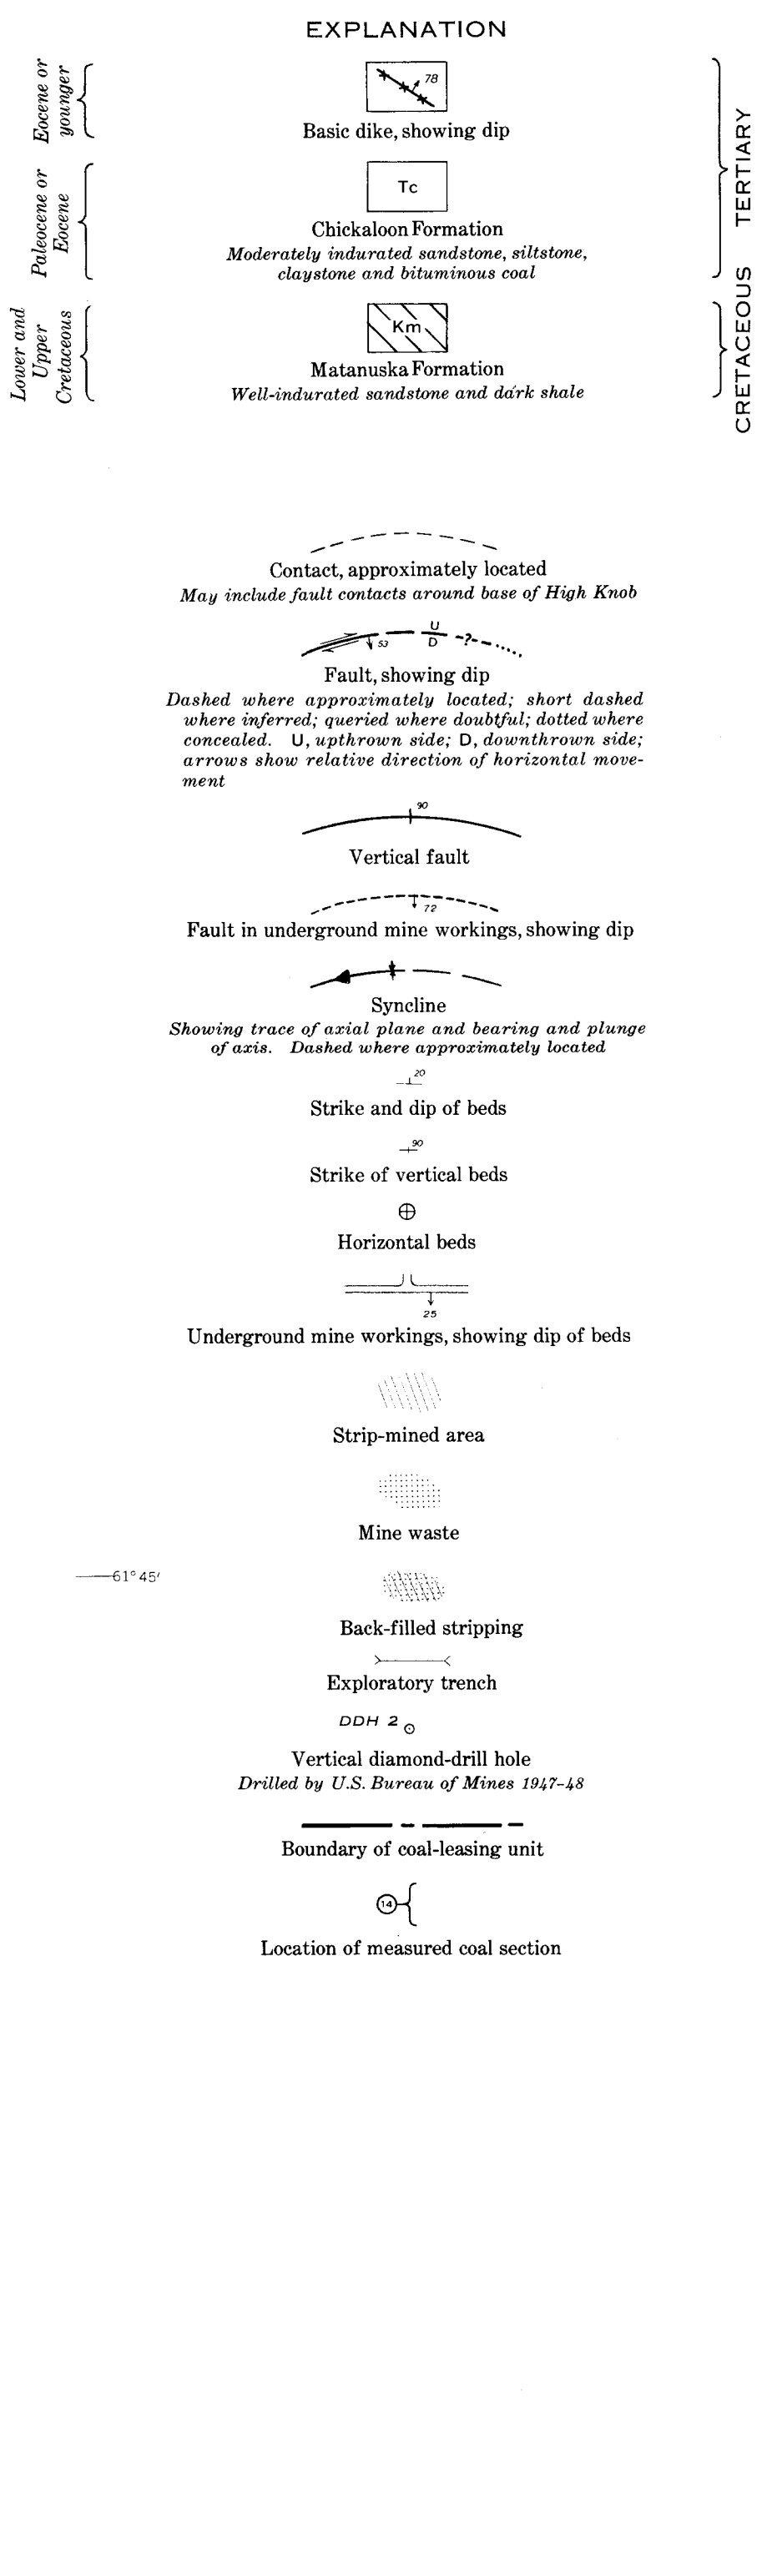 EXPLANATION
Eocene or
younger
78
Basic dike, showing dip
TERTIARY
Paleocene or
Eocene
Tc
Chickaloon Formation
Moderately indurated sandstone, siltstone,
claystone and bituminous coal
Lower and
Upper
Cretaceous
Km
Matanuska Formation
Well-indurated sandstone and dark shale
CRETACEOUS
Contact, approximately located
May include fault contacts around base of High Knob
53
U
D
?
Fault, showing dip
Dashed where approximately located; short dashed
where inferred; queried where doubtful; dotted where
concealed. U, upthrown side; D, downthrown side;
arrows show relative direction of horizontal move-
ment
90
Vertical fault
72
Fault in underground mine workings, showing dip
Syncline
Showing trace of axial plane and bearing and plunge
of axis. Dashed where approximately located
20
Strike and dip of beds
90
Strike of vertical beds
Horizontal beds
25
Underground mine workings, showing dip of beds
Strip-mined area
Mine waste
61°45'
Back-filled stripping
Exploratory trench
DDH 2
Vertical diamond-drill hole
Drilled by U.S. Bureau of Mines 1947-48
Boundary of coal-leasing unit
14
Location of measured coal section